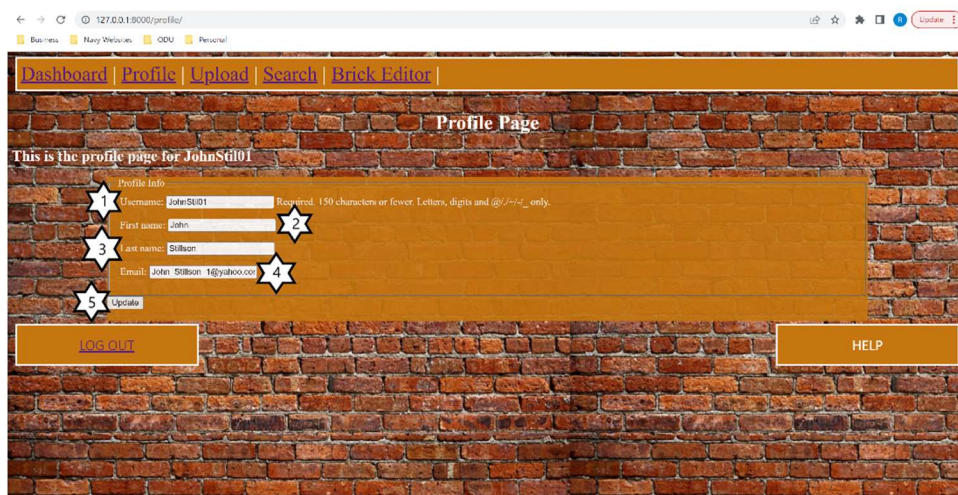 127.0.0.1:8000/profile/
Update
Business Navy Websites ODU Personal
Dashboard | Profile | Upload | Search | Brick Editor |
Profile Page
This is the profile page for JohnStil01
Profile Info
1 Username: JohnStil01 Required. 150 characters or fewer. Letters, digits and @/./+/-/_ only.
First name: John 2
3 Last name: Stillson
Email: John_Stillson_1@yahoo.com 4
5 Update
LOG OUT
HELP